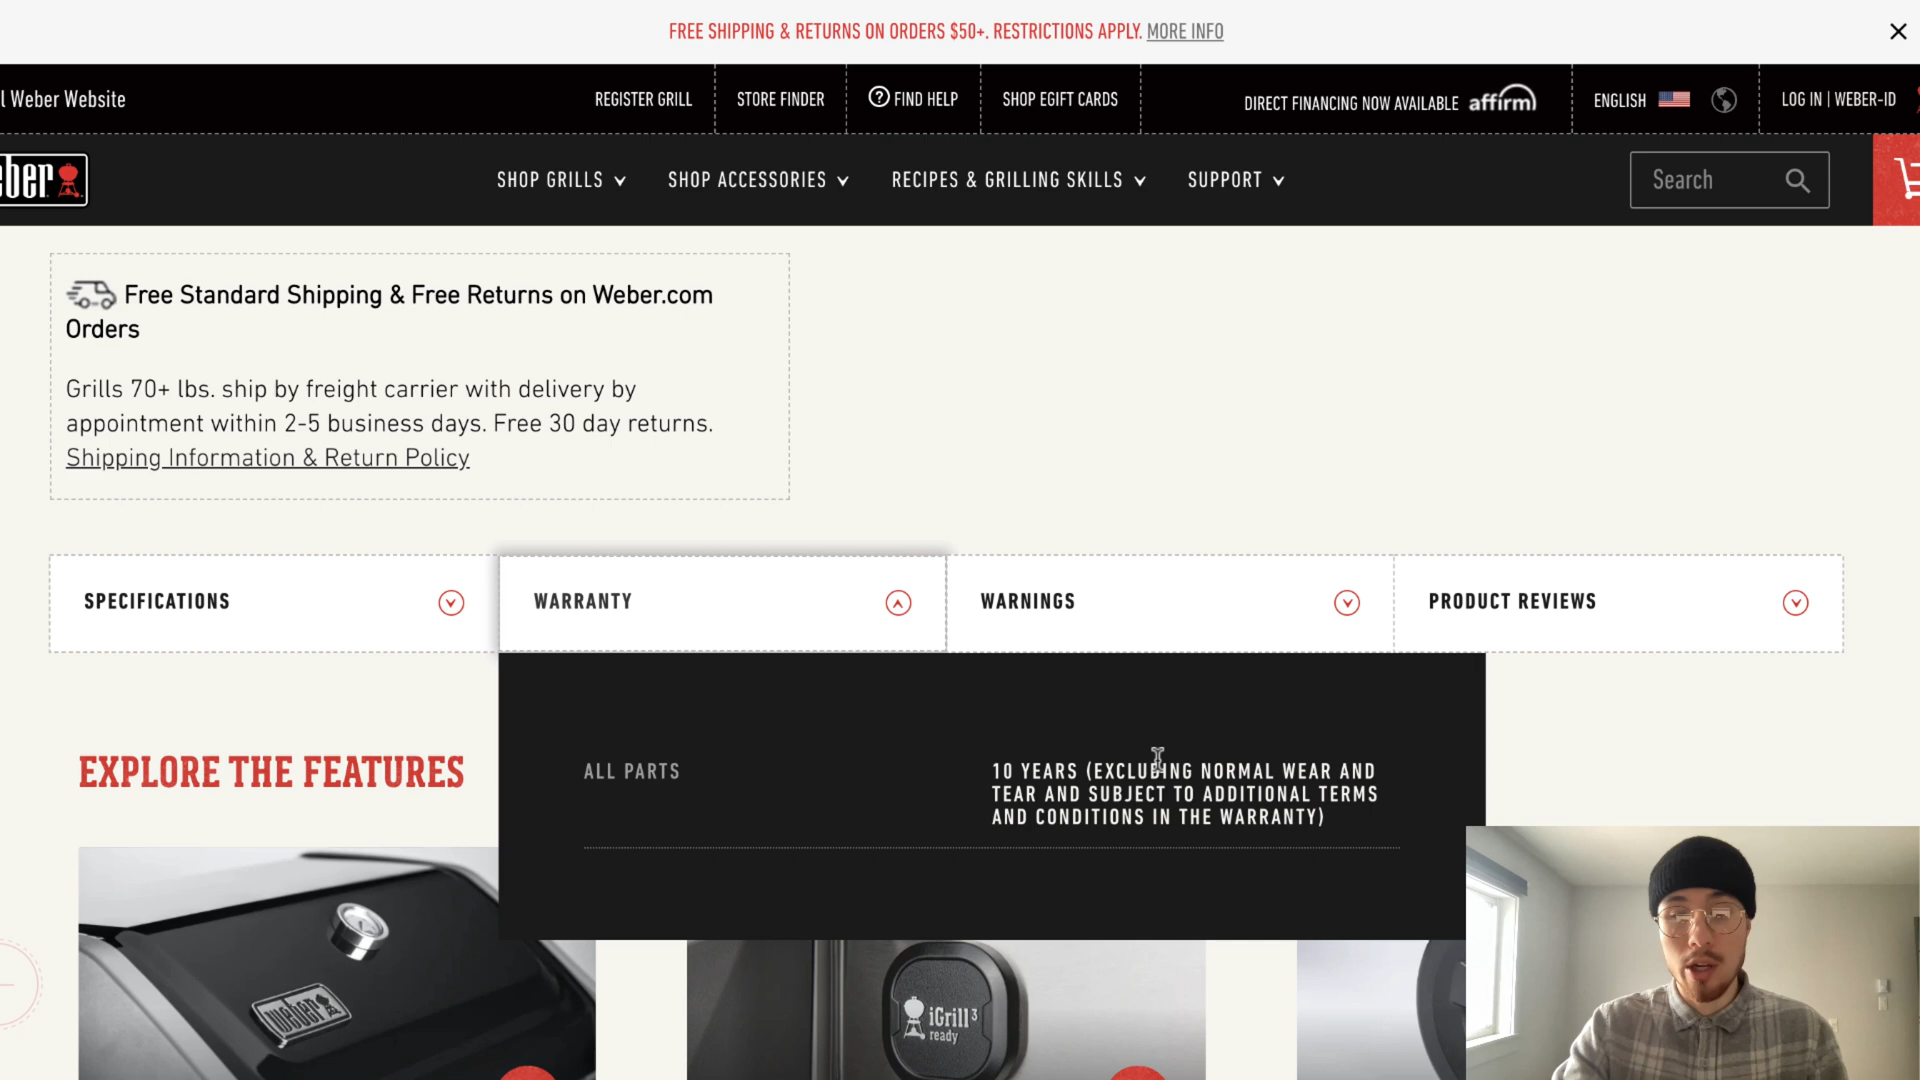 FREE SHIPPING & RETURNS ON ORDERS $50+. RESTRICTIONS APPLY. MORE INFO
l Weber Website
REGISTER GRILL
STORE FINDER
? FIND HELP
SHOP EGIFT CARDS
DIRECT FINANCING NOW AVAILABLE affirm
ENGLISH
LOG IN | WEBER-ID
eber
SHOP GRILLS
SHOP ACCESSORIES
RECIPES & GRILLING SKILLS
SUPPORT
Search
Free Standard Shipping & Free Returns on Weber.com
Orders
Grills 70+ lbs. ship by freight carrier with delivery by
appointment within 2-5 business days. Free 30 day returns.
Shipping Information & Return Policy
SPECIFICATIONS
WARRANTY
WARNINGS
PRODUCT REVIEWS
EXPLORE THE FEATURES
ALL PARTS
10 YEARS (EXCLUDING NORMAL WEAR AND
TEAR AND SUBJECT TO ADDITIONAL TERMS
AND CONDITIONS IN THE WARRANTY)
weber
iGrill3
ready